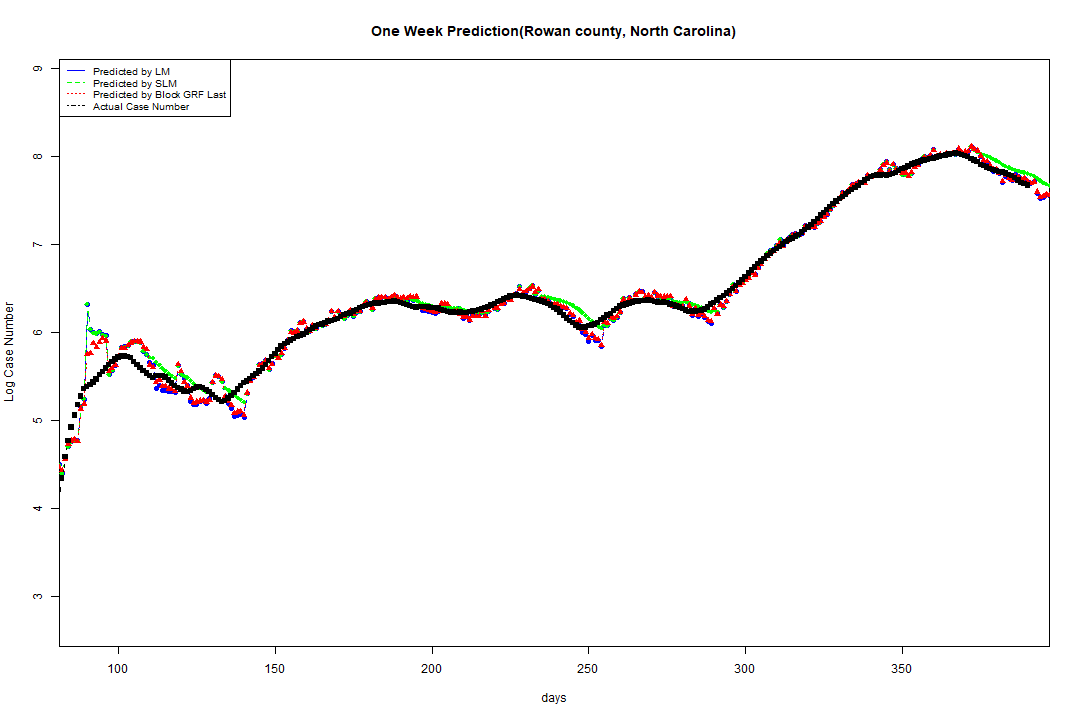 One Week Prediction(Rowan county, North Carolina)
Predicted by LM
Predicted by SLM
Predicted by Block GRF Last
Actual Case Number
9
8
7
6
5
4
3
Log Case Number
100 150 200 250 300 350
days